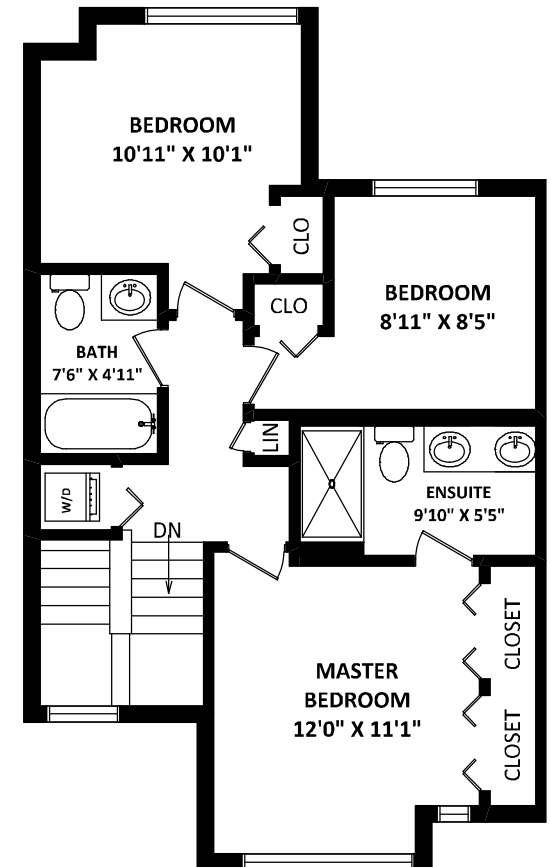 BEDROOM
10'11" X 10'1"
CLO
CLO
BEDROOM
8'11" X 8'5"
BATH
7'6" X 4'11"
LIN
W/D
ENSUITE
9'10" X 5'5"
DN
CLOSET
MASTER
BEDROOM
12'0" X 11'1"
CLOSET